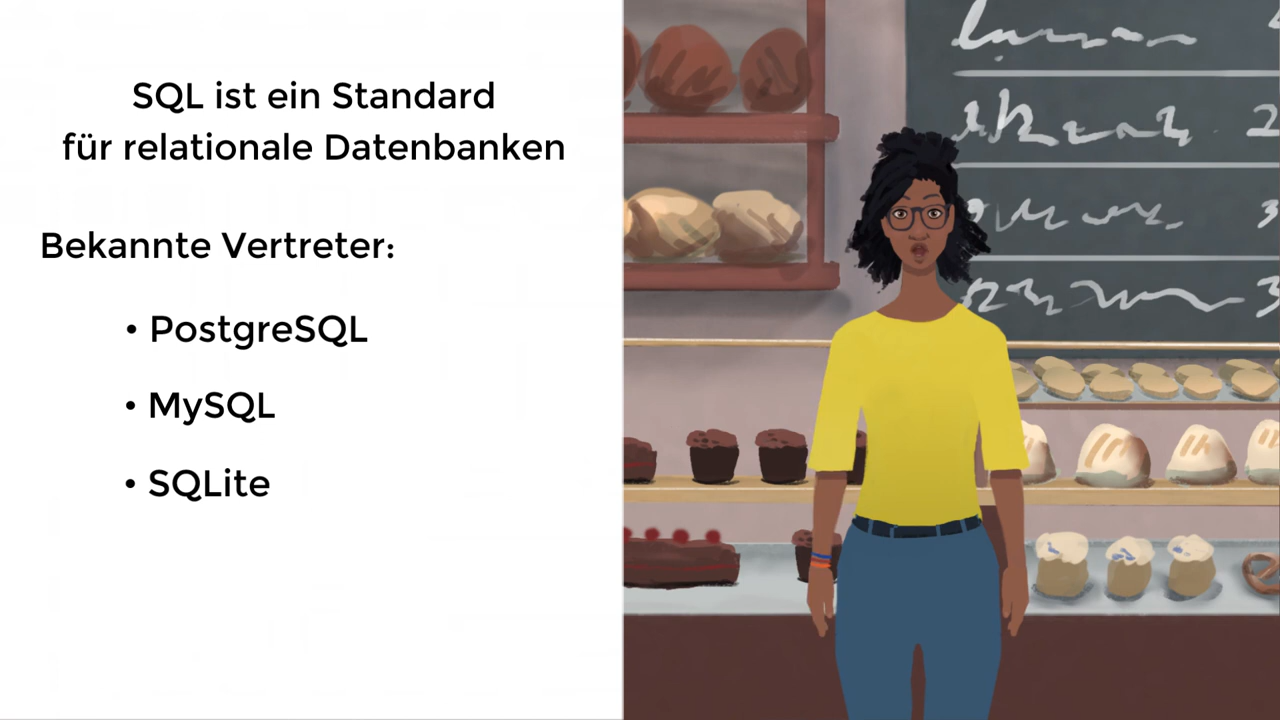 SQL ist ein Standard
für relationale Datenbanken
Bekannte Vertreter:
• PostgreSQL
• MySQL
• SQLite